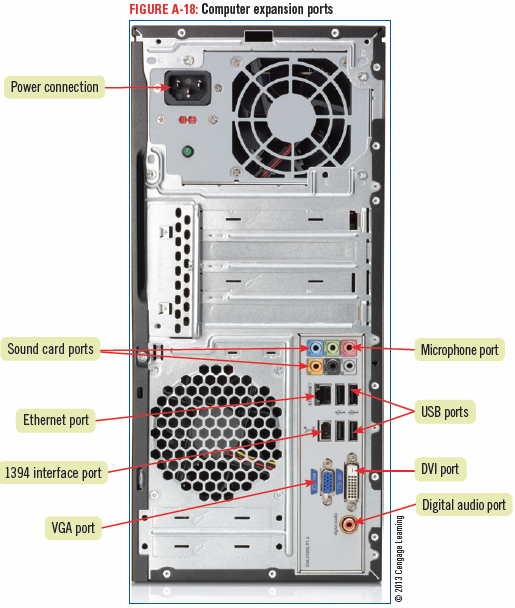 FIGURE A-18: Computer expansion ports
Power connection
Sound card ports
Microphone port
Ethernet port
USB ports
1394 interface port
DVI port
VGA port
Digital audio port
© 2013 Cengage Learning